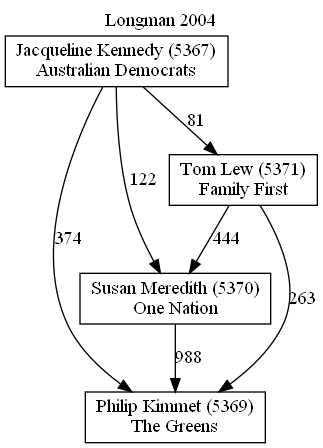 Longman 2004
Jacqueline Kennedy (5367)
Australian Democrats
81
Tom Lew (5371)
Family First
122
374
444
Susan Meredith (5370)
One Nation
263
988
Philip Kimmet (5369)
The Greens